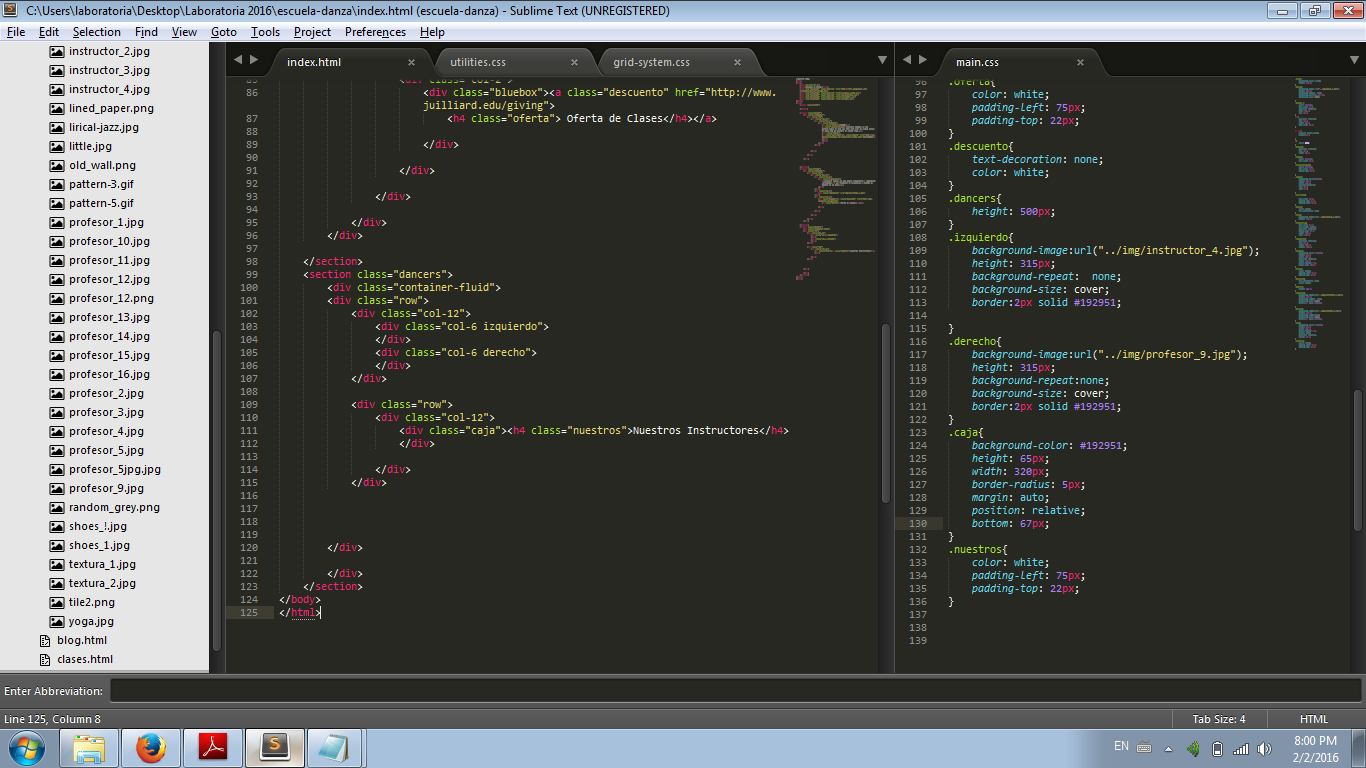 C:\Users\laboratoria\Desktop\Laboratoria 2016\escuela-danza\index.html (escuela-danza) - Sublime Text (UNREGISTERED)
File Edit Selection Find View Goto Tools Project Preferences Help
instructor_2.jpg
instructor_3.jpg
instructor_4.jpg
lined_paper.png
lirical-jazz.jpg
little.jpg
old_wall.png
pattern-3.gif
pattern-5.gif
profesor_1.jpg
profesor_10.jpg
profesor_11.jpg
profesor_12.jpg
profesor_12.png
profesor_13.jpg
profesor_14.jpg
profesor_15.jpg
profesor_16.jpg
profesor_2.jpg
profesor_3.jpg
profesor_4.jpg
profesor_5.jpg
profesor_5jpg.jpg
profesor_9.jpg
random_grey.png
shoes_!.jpg
shoes_1.jpg
textura_1.jpg
textura_2.jpg
tile2.png
yoga.jpg
blog.html
clases.html
index.html utilities.css grid-system.css
85 <div class="col-2">
86 <div class="bluebox"><a class="descuento" href="http://www.
juilliard.edu/giving">
87 <h4 class="oferta"> Oferta de Clases</h4></a>
88
89 </div>
90
91 </div>
92
93 </div>
94
95 </div>
96 </div>
97
98 </section>
99 <section class="dancers">
100 <div class="container-fluid">
101 <div class="row">
102 <div class="col-12">
103 <div class="col-6 izquierdo">
104 </div>
105 <div class="col-6 derecho">
106 </div>
107 </div>
108
109 <div class="row">
110 <div class="col-12">
111 <div class="caja"><h4 class="nuestros">Nuestros Instructores</h4>
112 </div>
113
114 </div>
115 </div>
116
117
118
119
120 </div>
121
122 </div>
123 </section>
124 </body>
125 </html>
main.css
96 .oferta{
97 color: white;
98 padding-left: 75px;
99 padding-top: 22px;
100 }
101 .descuento{
102 text-decoration: none;
103 color: white;
104 }
105 .dancers{
106 height: 500px;
107 }
108 .izquierdo{
109 background-image:url("../img/instructor_4.jpg");
110 height: 315px;
111 background-repeat:  none;
112 background-size: cover;
113 border:2px solid #192951;
114
115 }
116 .derecho{
117 background-image:url("../img/profesor_9.jpg");
118 height: 315px;
119 background-repeat:none;
120 background-size: cover;
121 border:2px solid #192951;
122 }
123 .caja{
124 background-color: #192951;
125 height: 65px;
126 width: 320px;
127 border-radius: 5px;
128 margin: auto;
129 position: relative;
130 bottom: 67px;
131 }
132 .nuestros{
133 color: white;
134 padding-left: 75px;
135 padding-top: 22px;
136 }
137
138
139
Enter Abbreviation:
Line 125, Column 8 Tab Size: 4 HTML
EN 8:00 PM
2/2/2016